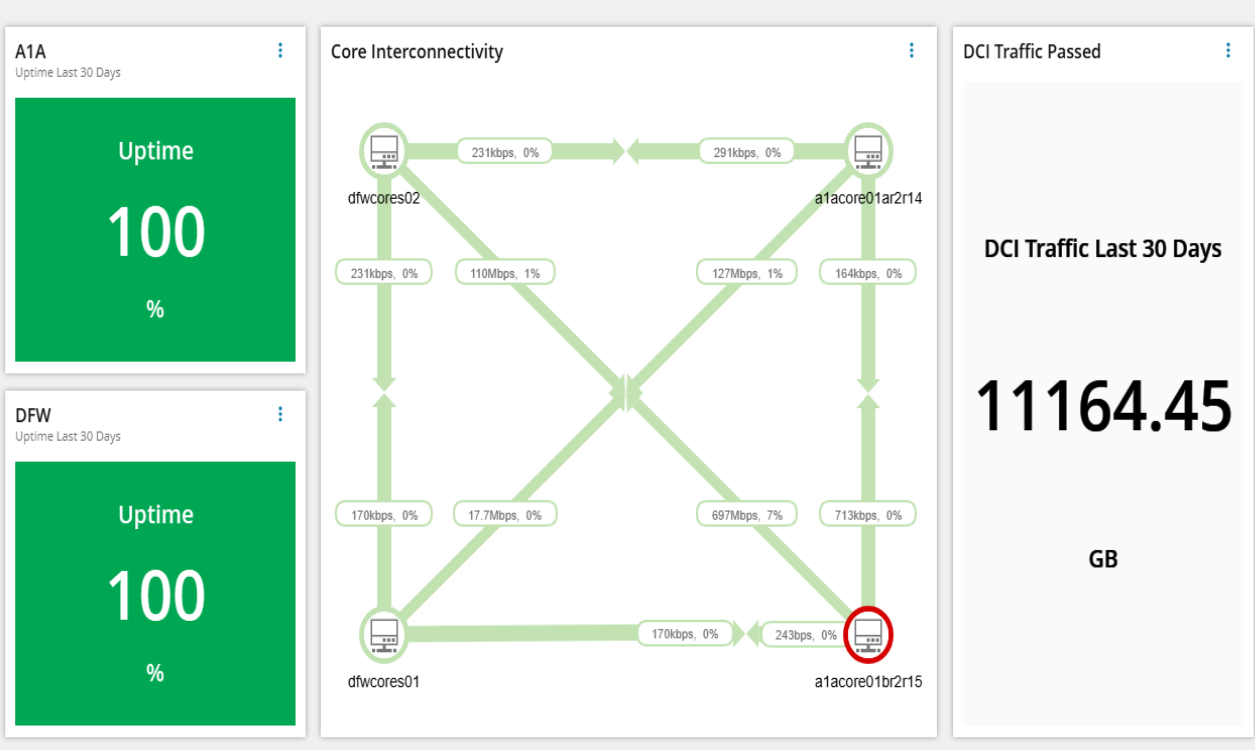 A1A
Uptime Last 30 Days
Uptime
100
%
DFW
Uptime Last 30 Days
Uptime
100
%
Core Interconnectivity
231kbps, 0%
291kbps, 0%
dfwcores02
a1acore01ar2r14
231kbps, 0%
110Mbps, 1%
127Mbps, 1%
164kbps, 0%
170kbps, 0%
17.7Mbps, 0%
697Mbps, 7%
713kbps, 0%
170kbps, 0%
243bps, 0%
dfwcores01
a1acore01br2r15
DCI Traffic Passed
DCI Traffic Last 30 Days
11164.45
GB